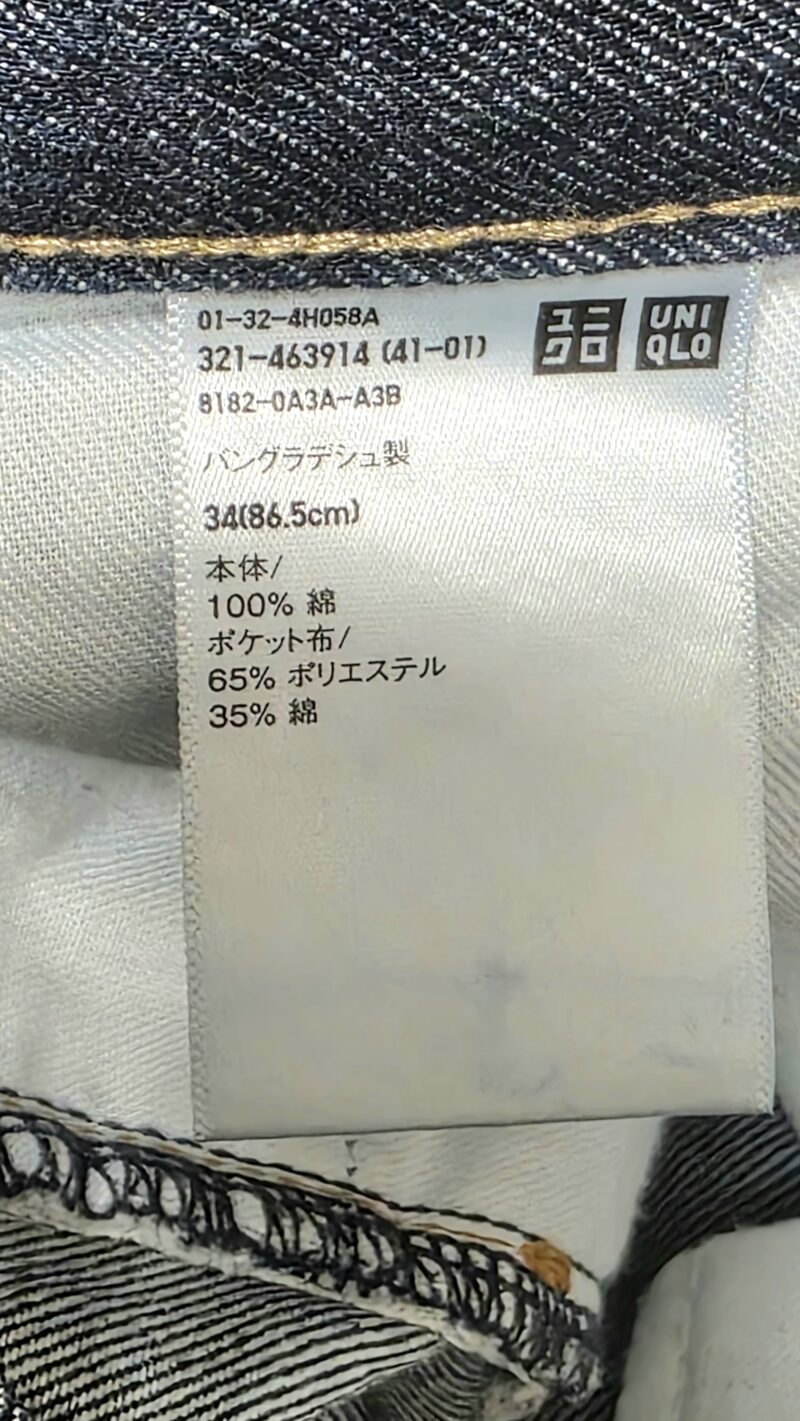 01-32-4H058A
321-463914 (41-01)
8182-0A3A-A3B
ユニクロ
UNIQLO
バングラデシュ製
34(86.5cm)
本体/
100% 綿
ポケット布/
65% ポリエステル
35% 綿